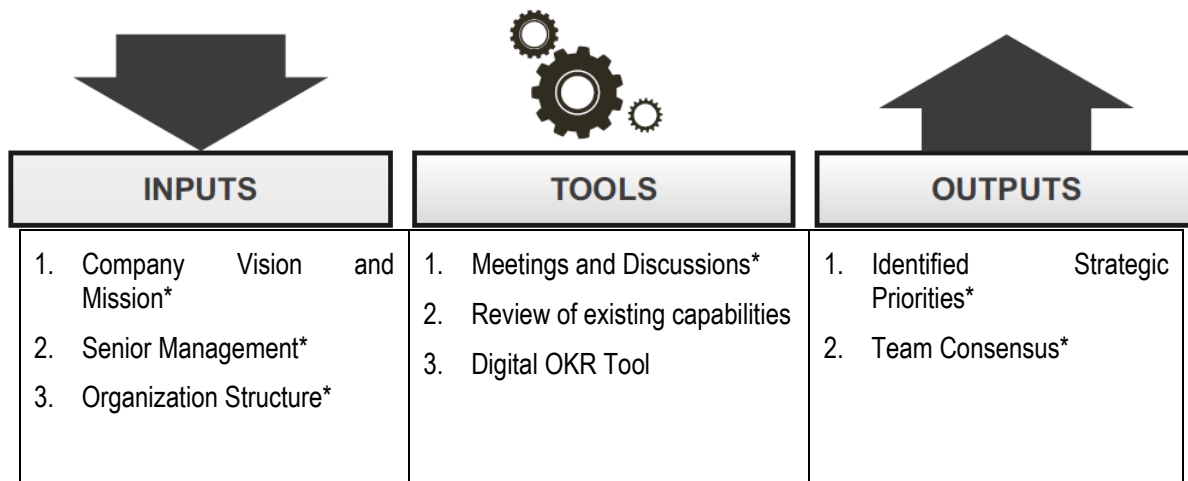 INPUTS
1. Company Vision and
Mission*
2. Senior Management*
3. Organization Structure*
TOOLS
1. Meetings and Discussions*
2. Review of existing capabilities
3. Digital OKR Tool
OUTPUTS
1. Identified Strategic
Priorities*
2. Team Consensus*